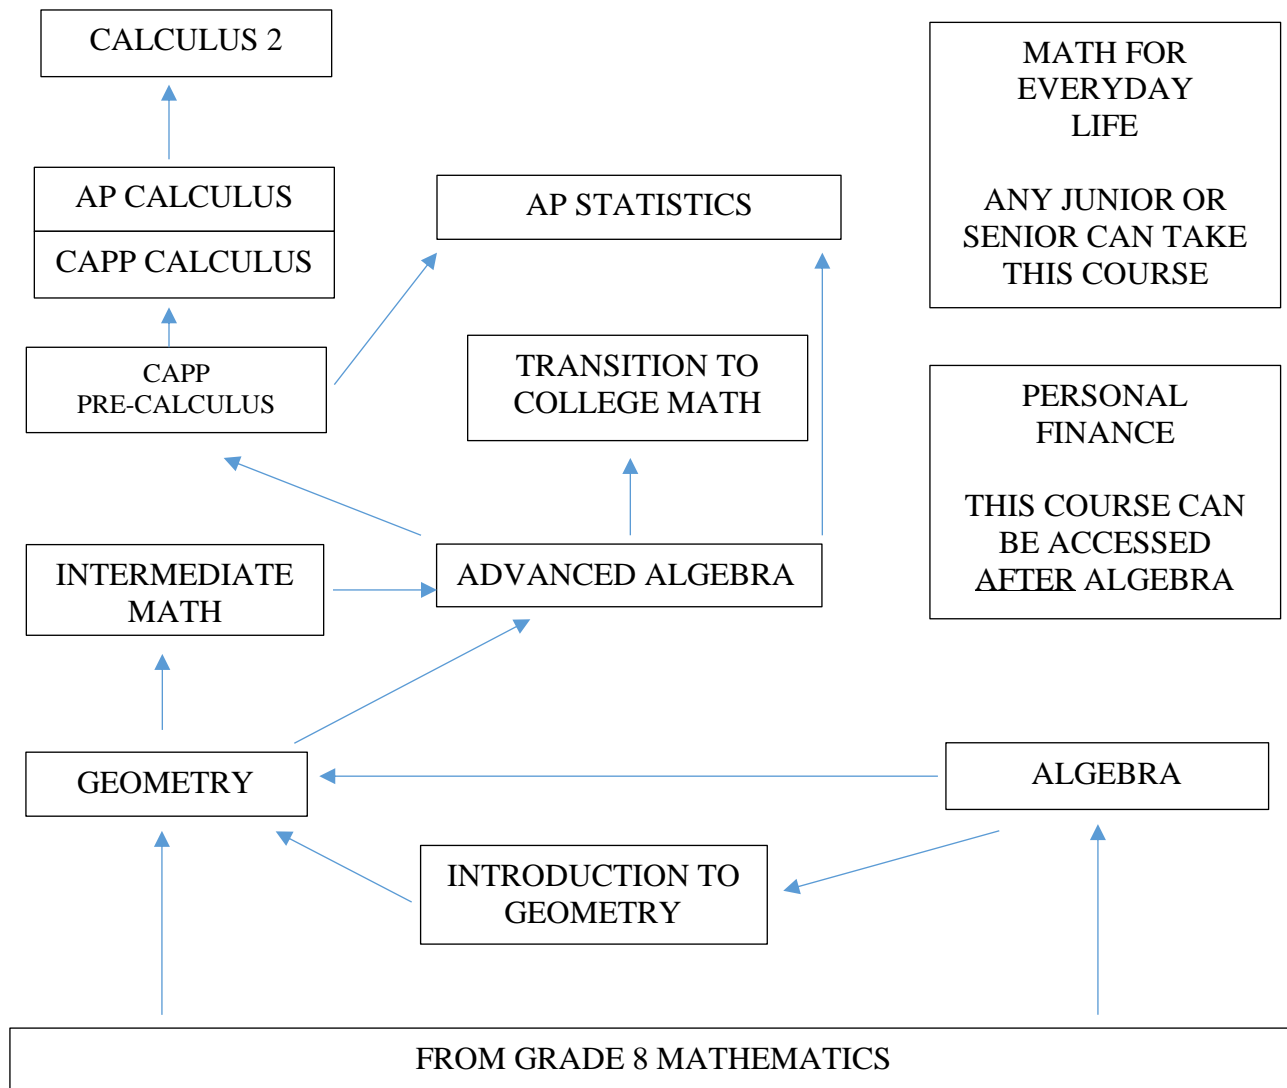 CALCULUS 2
MATH FOR
EVERYDAY
LIFE
ANY JUNIOR OR
SENIOR CAN TAKE
THIS COURSE
AP CALCULUS
CAPP CALCULUS
AP STATISTICS
CAPP
PRE-CALCULUS
TRANSITION TO
COLLEGE MATH
PERSONAL
FINANCE
THIS COURSE CAN
BE ACCESSED
AFTER ALGEBRA
INTERMEDIATE
MATH
ADVANCED ALGEBRA
GEOMETRY
ALGEBRA
INTRODUCTION TO
GEOMETRY
FROM GRADE 8 MATHEMATICS